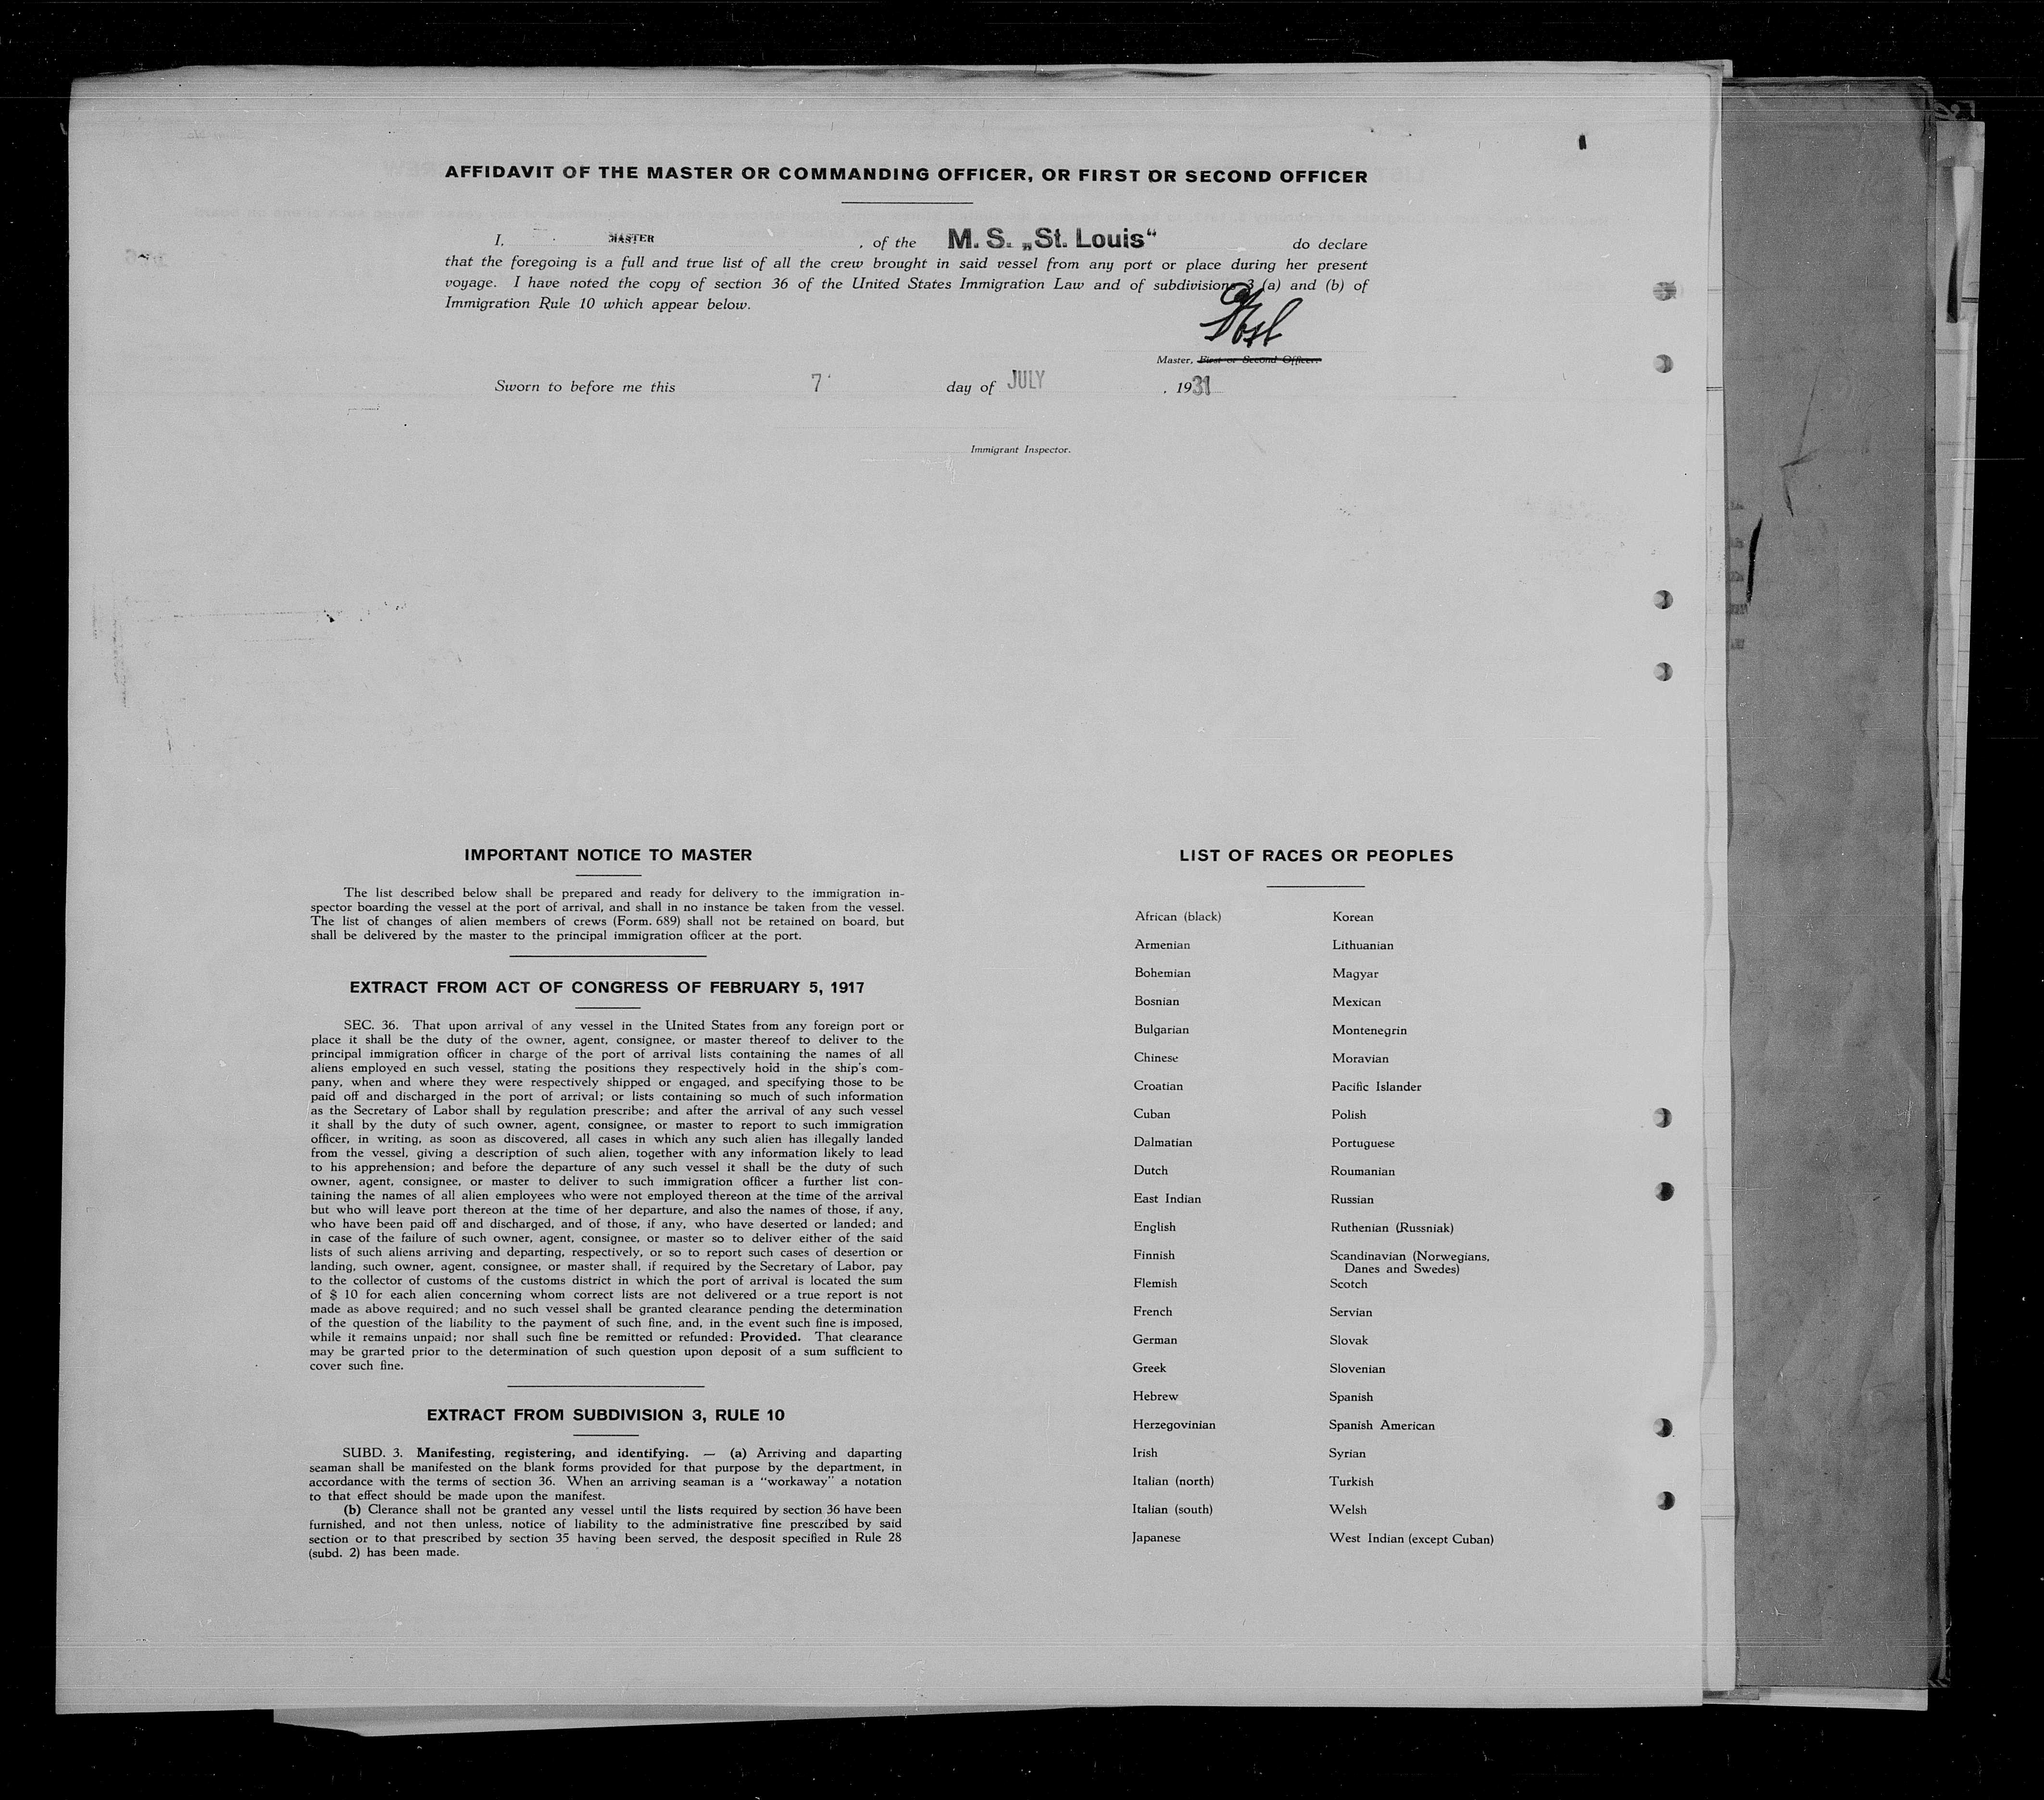 AFFIDAVIT OF THE MASTER OR COMMANDING OFFICER, OR FIRST OR SECOND OFFICER
I, MASTER , of the M. S. „St. Louis“ do declare
that the foregoing is a full and true list of all the crew brought in said vessel from any port or place during her present
voyage. I have noted the copy of section 36 of the United States Immigration Law and of subdivisions 3 (a) and (b) of
Immigration Rule 10 which appear below.
Master, First or Second Officer.
Sworn to before me this 7 day of JULY , 1931
Immigrant Inspector.
IMPORTANT NOTICE TO MASTER
The list described below shall be prepared and ready for delivery to the immigration in-
spector boarding the vessel at the port of arrival, and shall in no instance be taken from the vessel.
The list of changes of alien members of crews (Form. 689) shall not be retained on board, but
shall be delivered by the master to the principal immigration officer at the port.
EXTRACT FROM ACT OF CONGRESS OF FEBRUARY 5, 1917
SEC. 36. That upon arrival of any vessel in the United States from any foreign port or
place it shall be the duty of the owner, agent, consignee, or master thereof to deliver to the
principal immigration officer in charge of the port of arrival lists containing the names of all
aliens employed en such vessel, stating the positions they respectively hold in the ship's com-
pany, when and where they were respectively shipped or engaged, and specifying those to be
paid off and discharged in the port of arrival; or lists containing so much of such information
as the Secretary of Labor shall by regulation prescribe; and after the arrival of any such vessel
it shall by the duty of such owner, agent, consignee, or master to report to such immigration
officer, in writing, as soon as discovered, all cases in which any such alien has illegally landed
from the vessel, giving a description of such alien, together with any information likely to lead
to his apprehension; and before the departure of any such vessel it shall be the duty of such
owner, agent, consignee, or master to deliver to such immigration officer a further list con-
taining the names of all alien employees who were not employed thereon at the time of the arrival
but who will leave port thereon at the time of her departure, and also the names of those, if any,
who have been paid off and discharged, and of those, if any, who have deserted or landed; and
in case of the failure of such owner, agent, consignee, or master so to deliver either of the said
lists of such aliens arriving and departing, respectively, or so to report such cases of desertion or
landing, such owner, agent, consignee, or master shall, if required by the Secretary of Labor, pay
to the collector of customs of the customs district in which the port of arrival is located the sum
of $ 10 for each alien concerning whom correct lists are not delivered or a true report is not
made as above required; and no such vessel shall be granted clearance pending the determination
of the question of the liability to the payment of such fine, and, in the event such fine is imposed,
while it remains unpaid; nor shall such fine be remitted or refunded: Provided. That clearance
may be granted prior to the determination of such question upon deposit of a sum sufficient to
cover such fine.
EXTRACT FROM SUBDIVISION 3, RULE 10
SUBD. 3. Manifesting, registering, and identifying. — (a) Arriving and daparting
seaman shall be manifested on the blank forms provided for that purpose by the department, in
accordance with the terms of section 36. When an arriving seaman is a “workaway” a notation
to that effect should be made upon the manifest.
(b) Clerance shall not be granted any vessel until the lists required by section 36 have been
furnished, and not then unless, notice of liability to the administrative fine prescribed by said
section or to that prescribed by section 35 having been served, the desposit specified in Rule 28
(subd. 2) has been made.
LIST OF RACES OR PEOPLES
African (black)
Armenian
Bohemian
Bosnian
Bulgarian
Chinese
Croatian
Cuban
Dalmatian
Dutch
East Indian
English
Finnish
Flemish
French
German
Greek
Hebrew
Herzegovinian
Irish
Italian (north)
Italian (south)
Japanese
Korean
Lithuanian
Magyar
Mexican
Montenegrin
Moravian
Pacific Islander
Polish
Portuguese
Roumanian
Russian
Ruthenian (Russniak)
Scandinavian (Norwegians,
Danes and Swedes)
Scotch
Servian
Slovak
Slovenian
Spanish
Spanish American
Syrian
Turkish
Welsh
West Indian (except Cuban)